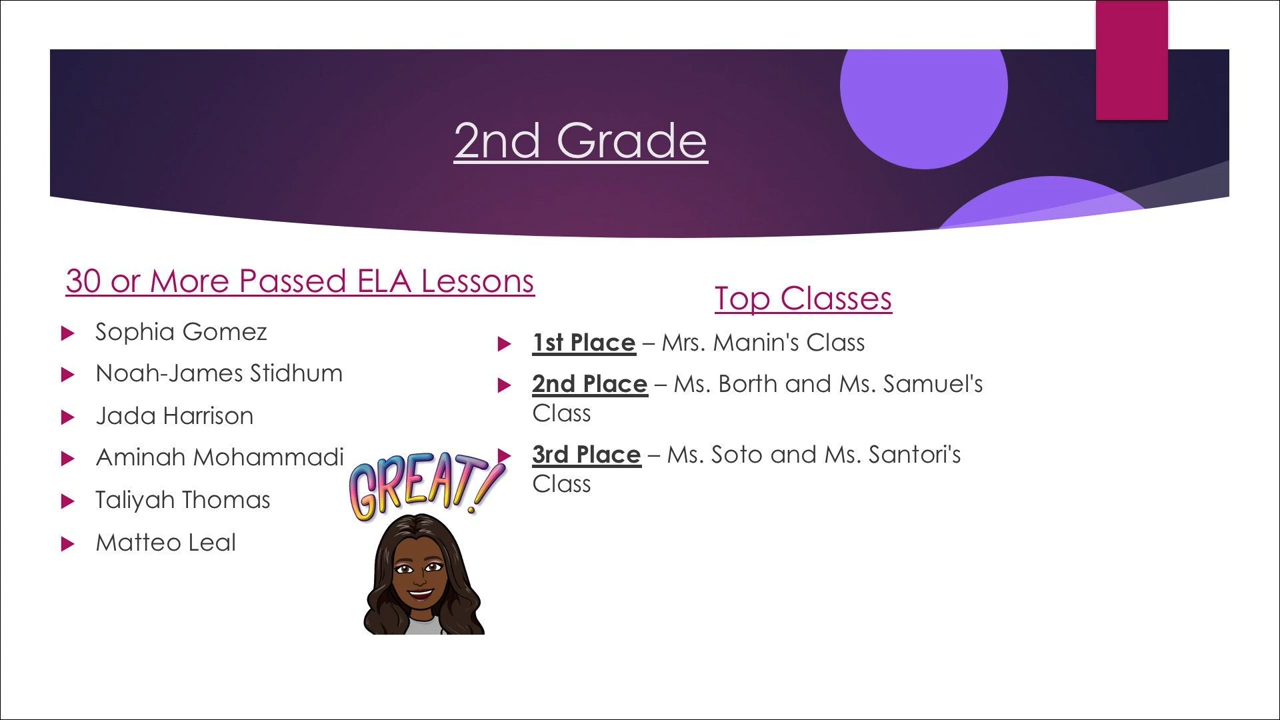 2nd Grade
30 or More Passed ELA Lessons
Sophia Gomez
Noah-James Stidhum
Jada Harrison
Aminah Mohammadi
Taliyah Thomas
Matteo Leal
GREAT!
Top Classes
1st Place – Mrs. Manin's Class
2nd Place – Ms. Borth and Ms. Samuel's
Class
3rd Place – Ms. Soto and Ms. Santori's
Class